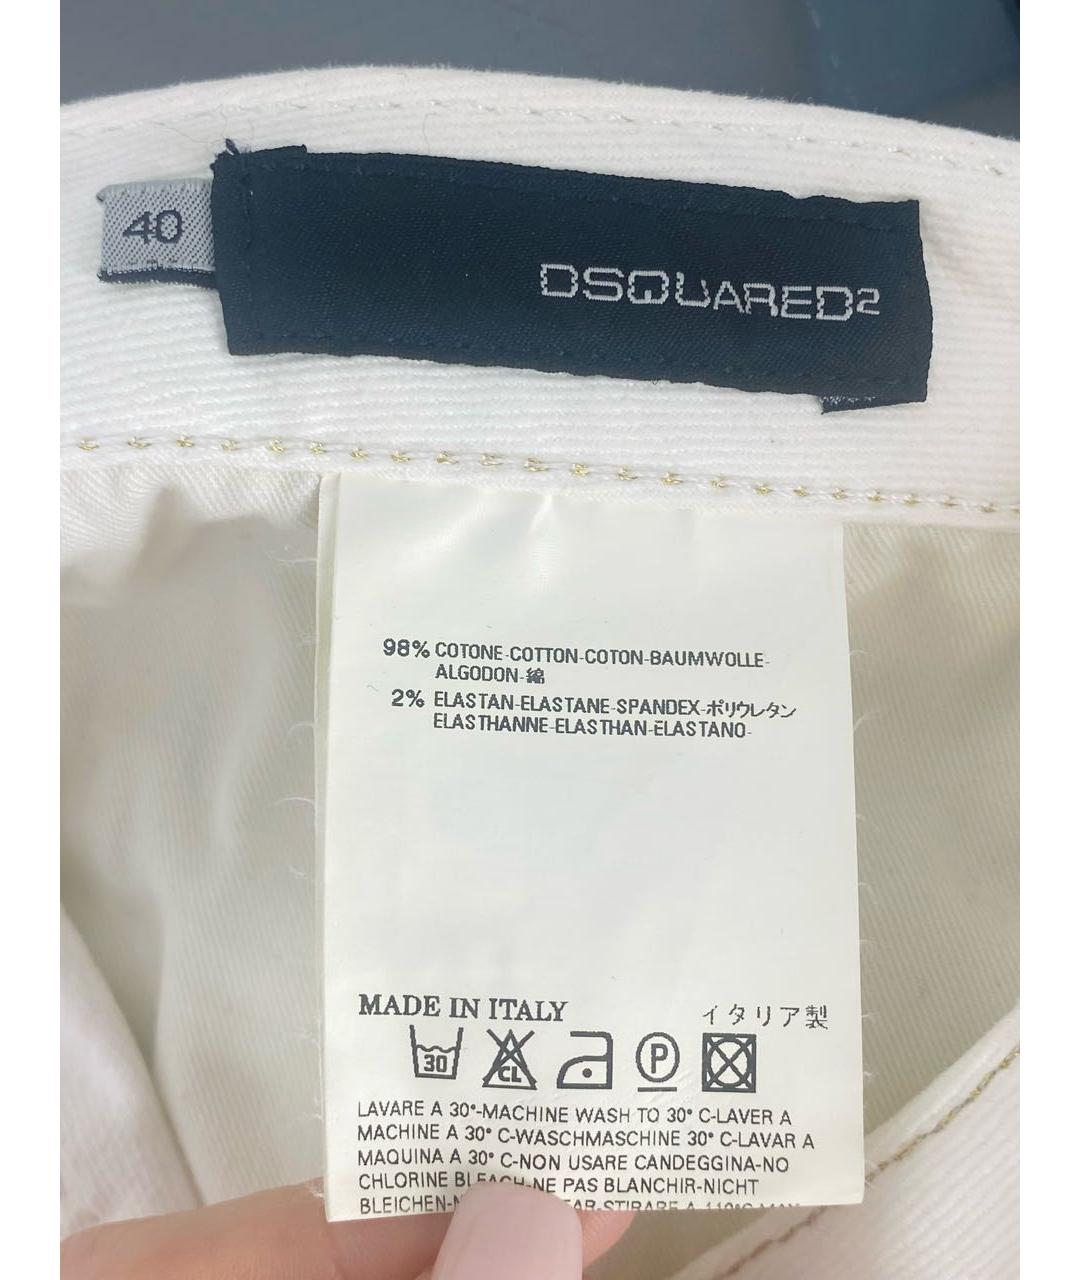 40
DSQUARED2
98% COTONE-COTTON-COTON-BAUMWOLLE-
ALGODON-綿
2% ELASTAN-ELASTANE-SPANDEX-ポリウレタン
ELASTHANNE-ELASTHAN-ELASTANO-
MADE IN ITALY イタリア製
30 CL P
LAVARE A 30°-MACHINE WASH TO 30° C-LAVER A
MACHINE A 30° C-WASCHMASCHINE 30° C-LAVAR A
MAQUINA A 30° C-NON USARE CANDEGGINA-NO
CHLORINE BLEACH-NE PAS BLANCHIR-NICHT
BLEICHEN-